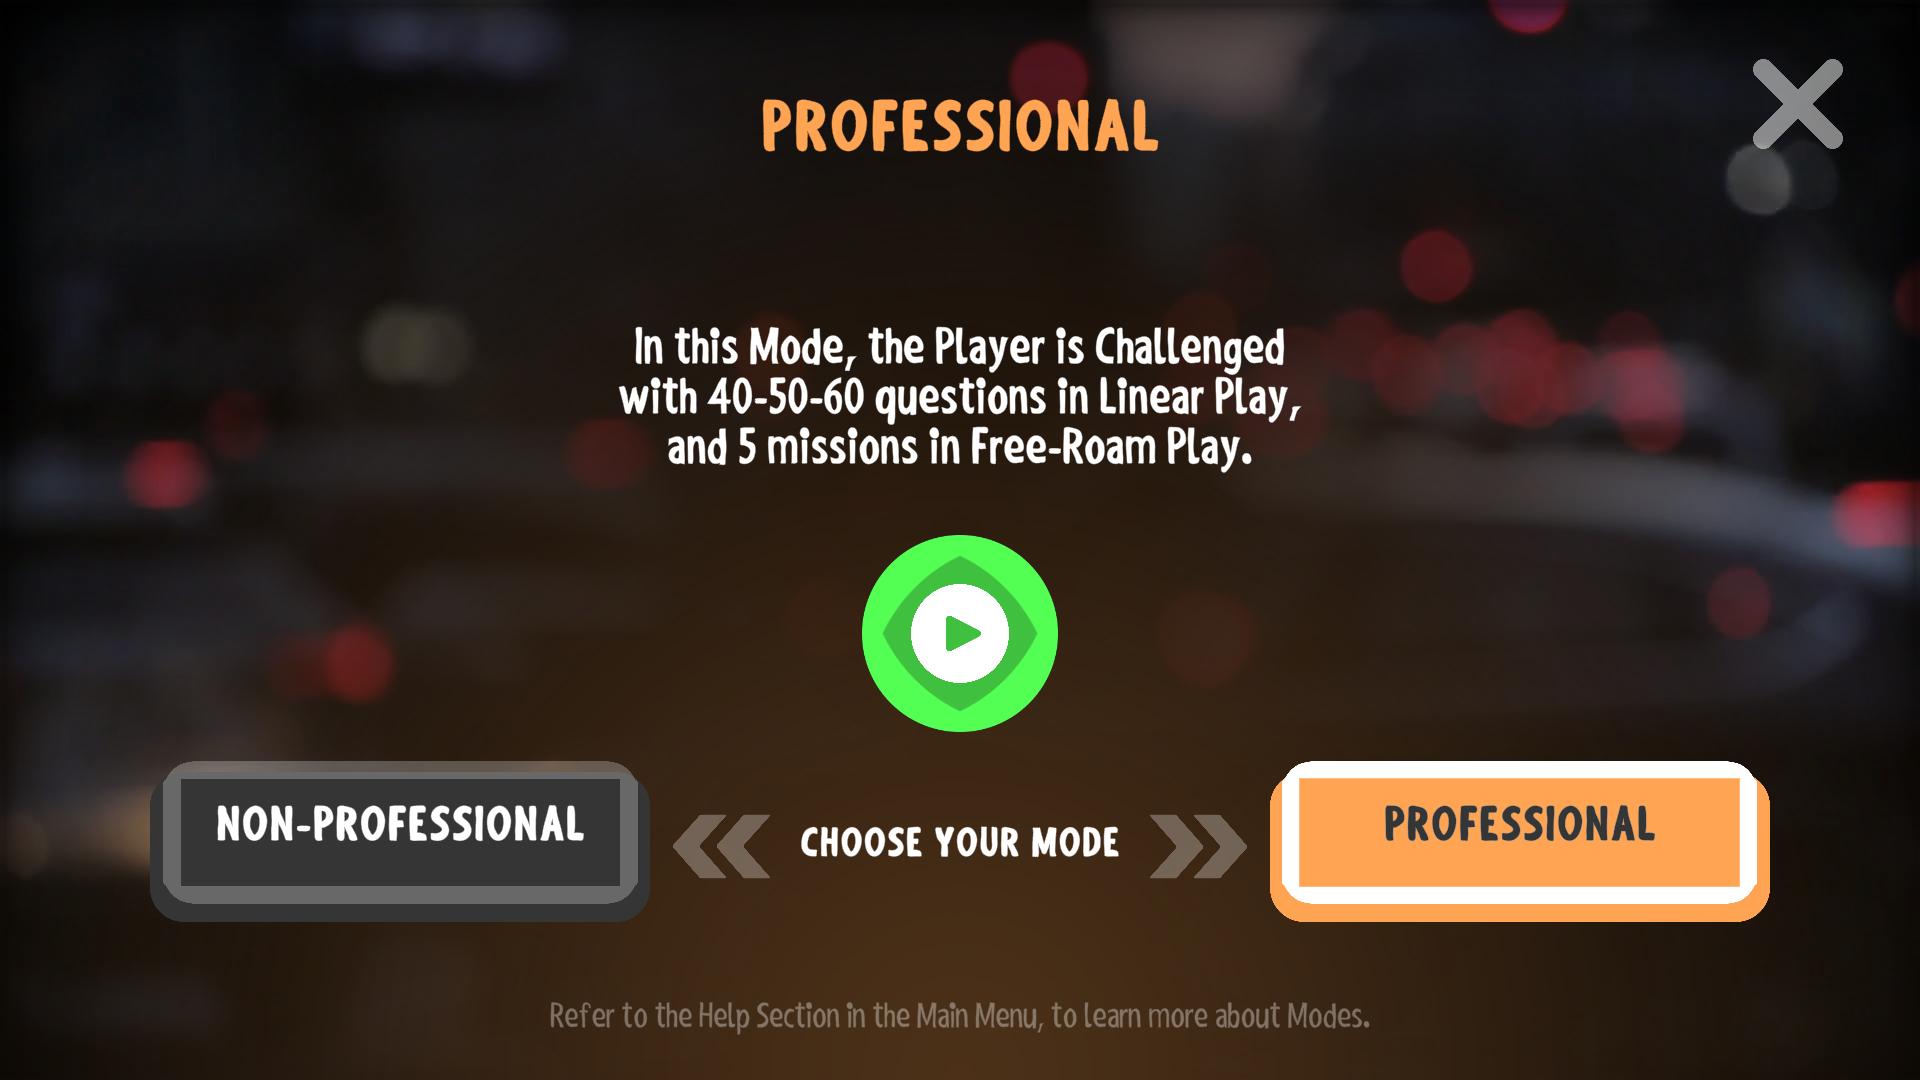 PROFESSIONAL
In this Mode, the Player is Challenged
with 40-50-60 questions in Linear Play,
and 5 missions in Free-Roam Play.
NON-PROFESSIONAL
CHOOSE YOUR MODE
PROFESSIONAL
Refer to the Help Section in the Main Menu, to learn more about Modes.